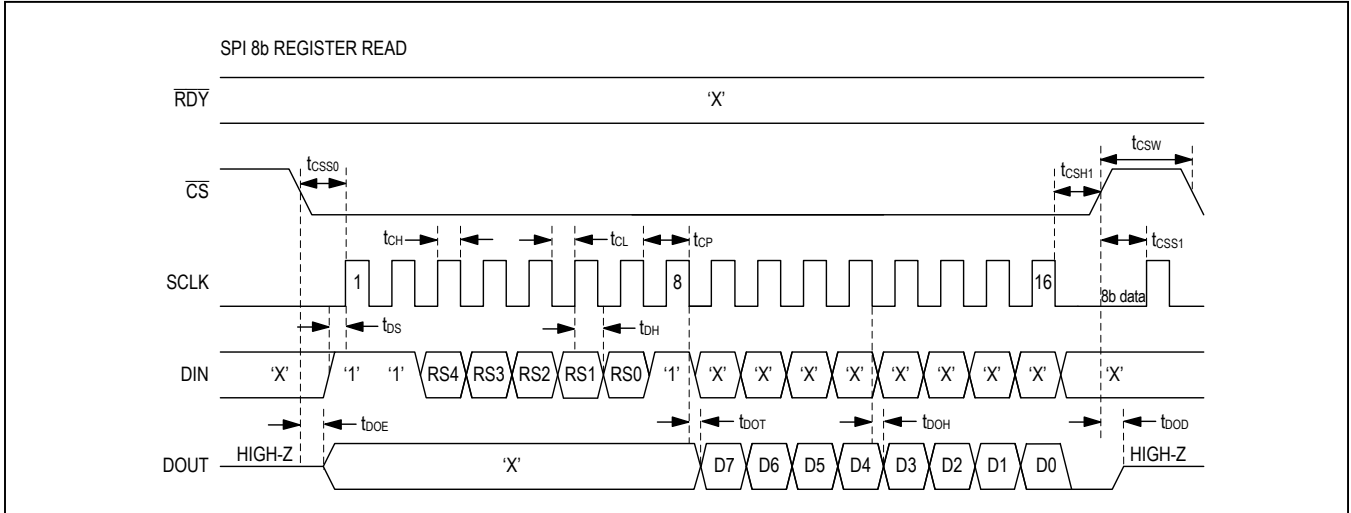 SPI 8b REGISTER READ
RDY 'X'
tCSS0 tCSH1 tCSW
CS
tCH tCL tCP tCSS1
SCLK 1 8 16 8b data
tDS tDH
DIN 'X' '1' '1' RS4 RS3 RS2 RS1 RS0 '1' 'X' 'X' 'X' 'X' 'X' 'X' 'X' 'X' 'X'
tDOE tDOT tDOH tDOD
DOUT HIGH-Z 'X' D7 D6 D5 D4 D3 D2 D1 D0 HIGH-Z